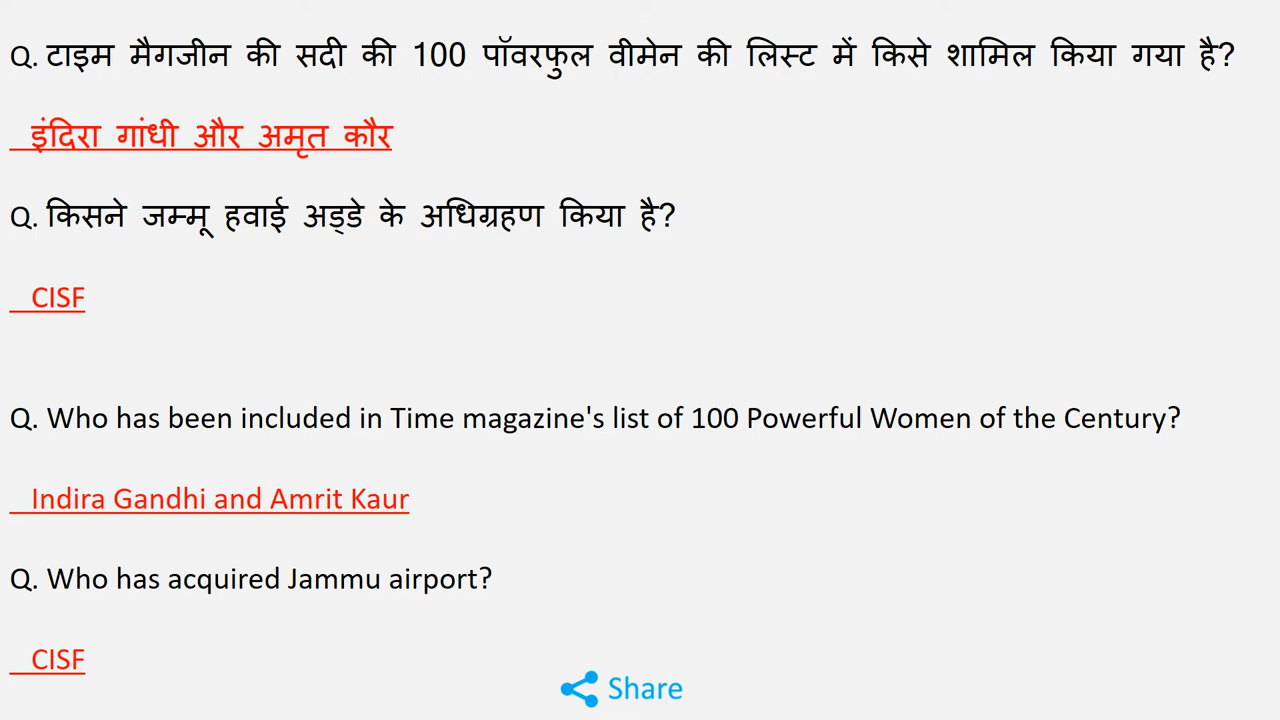 Q. टाइम मैगजीन की सदी की 100 पॉवरफुल वीमेन की लिस्ट में किसे शामिल किया गया है?
इंदिरा गांधी और अमृत कौर
Q. किसने जम्मू हवाई अड्डे के अधिग्रहण किया है?
CISF
Q. Who has been included in Time magazine's list of 100 Powerful Women of the Century?
Indira Gandhi and Amrit Kaur
Q. Who has acquired Jammu airport?
CISF
Share